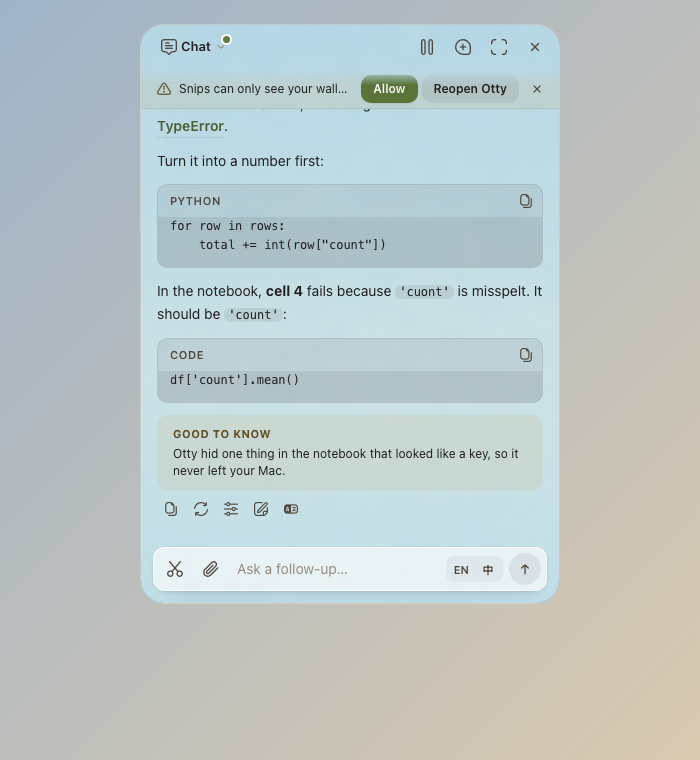 Chat
Snips can only see your wall...
Allow
Reopen Otty
TypeError.
Turn it into a number first:
PYTHON
for row in rows:
    total += int(row["count"])
In the notebook, cell 4 fails because 'cuont' is misspelt. It
should be 'count':
CODE
df['count'].mean()
GOOD TO KNOW
Otty hid one thing in the notebook that looked like a key, so it
never left your Mac.
Ask a follow-up...
EN 中